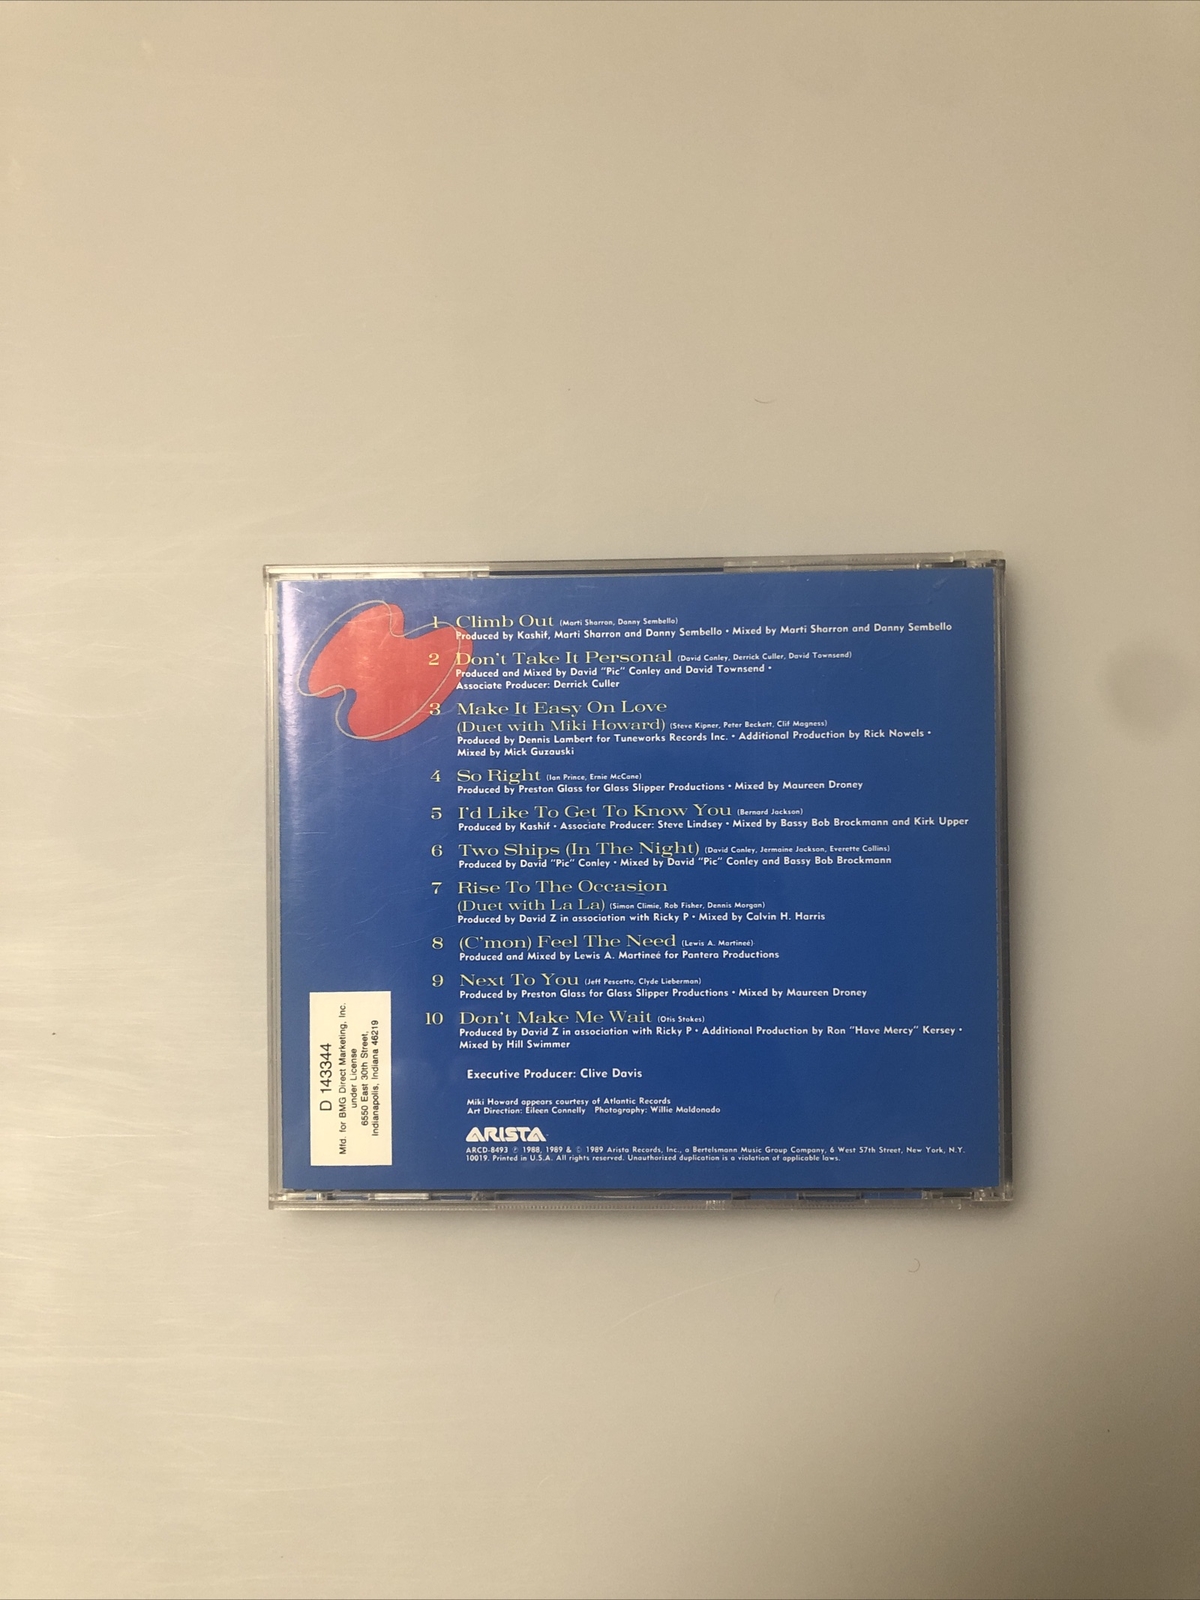 1 Climb Out (Marti Sharron, Danny Sembello)
Produced by Kashif, Marti Sharron and Danny Sembello • Mixed by Marti Sharron and Danny Sembello
2 Don't Take It Personal (David Conley, Derrick Culler, David Townsend)
Produced and Mixed by David "Pic" Conley and David Townsend •
Associate Producer: Derrick Culler
3 Make It Easy On Love
(Duet with Miki Howard) (Steve Kipner, Peter Beckett, Clif Magness)
Produced by Dennis Lambert for Tuneworks Records Inc. • Additional Production by Rick Nowels •
Mixed by Mick Guzauski
4 So Right (Ian Prince, Ernie McCane)
Produced by Preston Glass for Glass Slipper Productions • Mixed by Maureen Droney
5 I'd Like To Get To Know You (Bernard Jackson)
Produced by Kashif • Associate Producer: Steve Lindsey • Mixed by Bassy Bob Brockmann and Kirk Upper
6 Two Ships (In The Night) (David Conley, Jermaine Jackson, Everette Collins)
Produced by David "Pic" Conley • Mixed by David "Pic" Conley and Bassy Bob Brockmann
7 Rise To The Occasion
(Duet with La La) (Simon Climie, Rob Fisher, Dennis Morgan)
Produced by David Z in association with Ricky P • Mixed by Calvin H. Harris
8 (C'mon) Feel The Need (Lewis A. Martineé)
Produced and Mixed by Lewis A. Martineé for Pantera Productions
9 Next To You (Jeff Pescetto, Clyde Lieberman)
Produced by Preston Glass for Glass Slipper Productions • Mixed by Maureen Droney
10 Don't Make Me Wait (Otis Stokes)
Produced by David Z in association with Ricky P • Additional Production by Ron "Have Mercy" Kersey •
Mixed by Hill Swimmer
Executive Producer: Clive Davis
Miki Howard appears courtesy of Atlantic Records
Art Direction: Eileen Connelly Photography: Willie Maldonado
ARISTA
ARCD-8493 ℗ 1988, 1989 & © 1989 Arista Records, Inc., a Bertelsmann Music Group Company, 6 West 57th Street, New York, N.Y.
10019. Printed in U.S.A. All rights reserved. Unauthorized duplication is a violation of applicable laws.
D 143344
Mfd. for BMG Direct Marketing, Inc.
under License
6550 East 30th Street,
Indianapolis, Indiana 46219